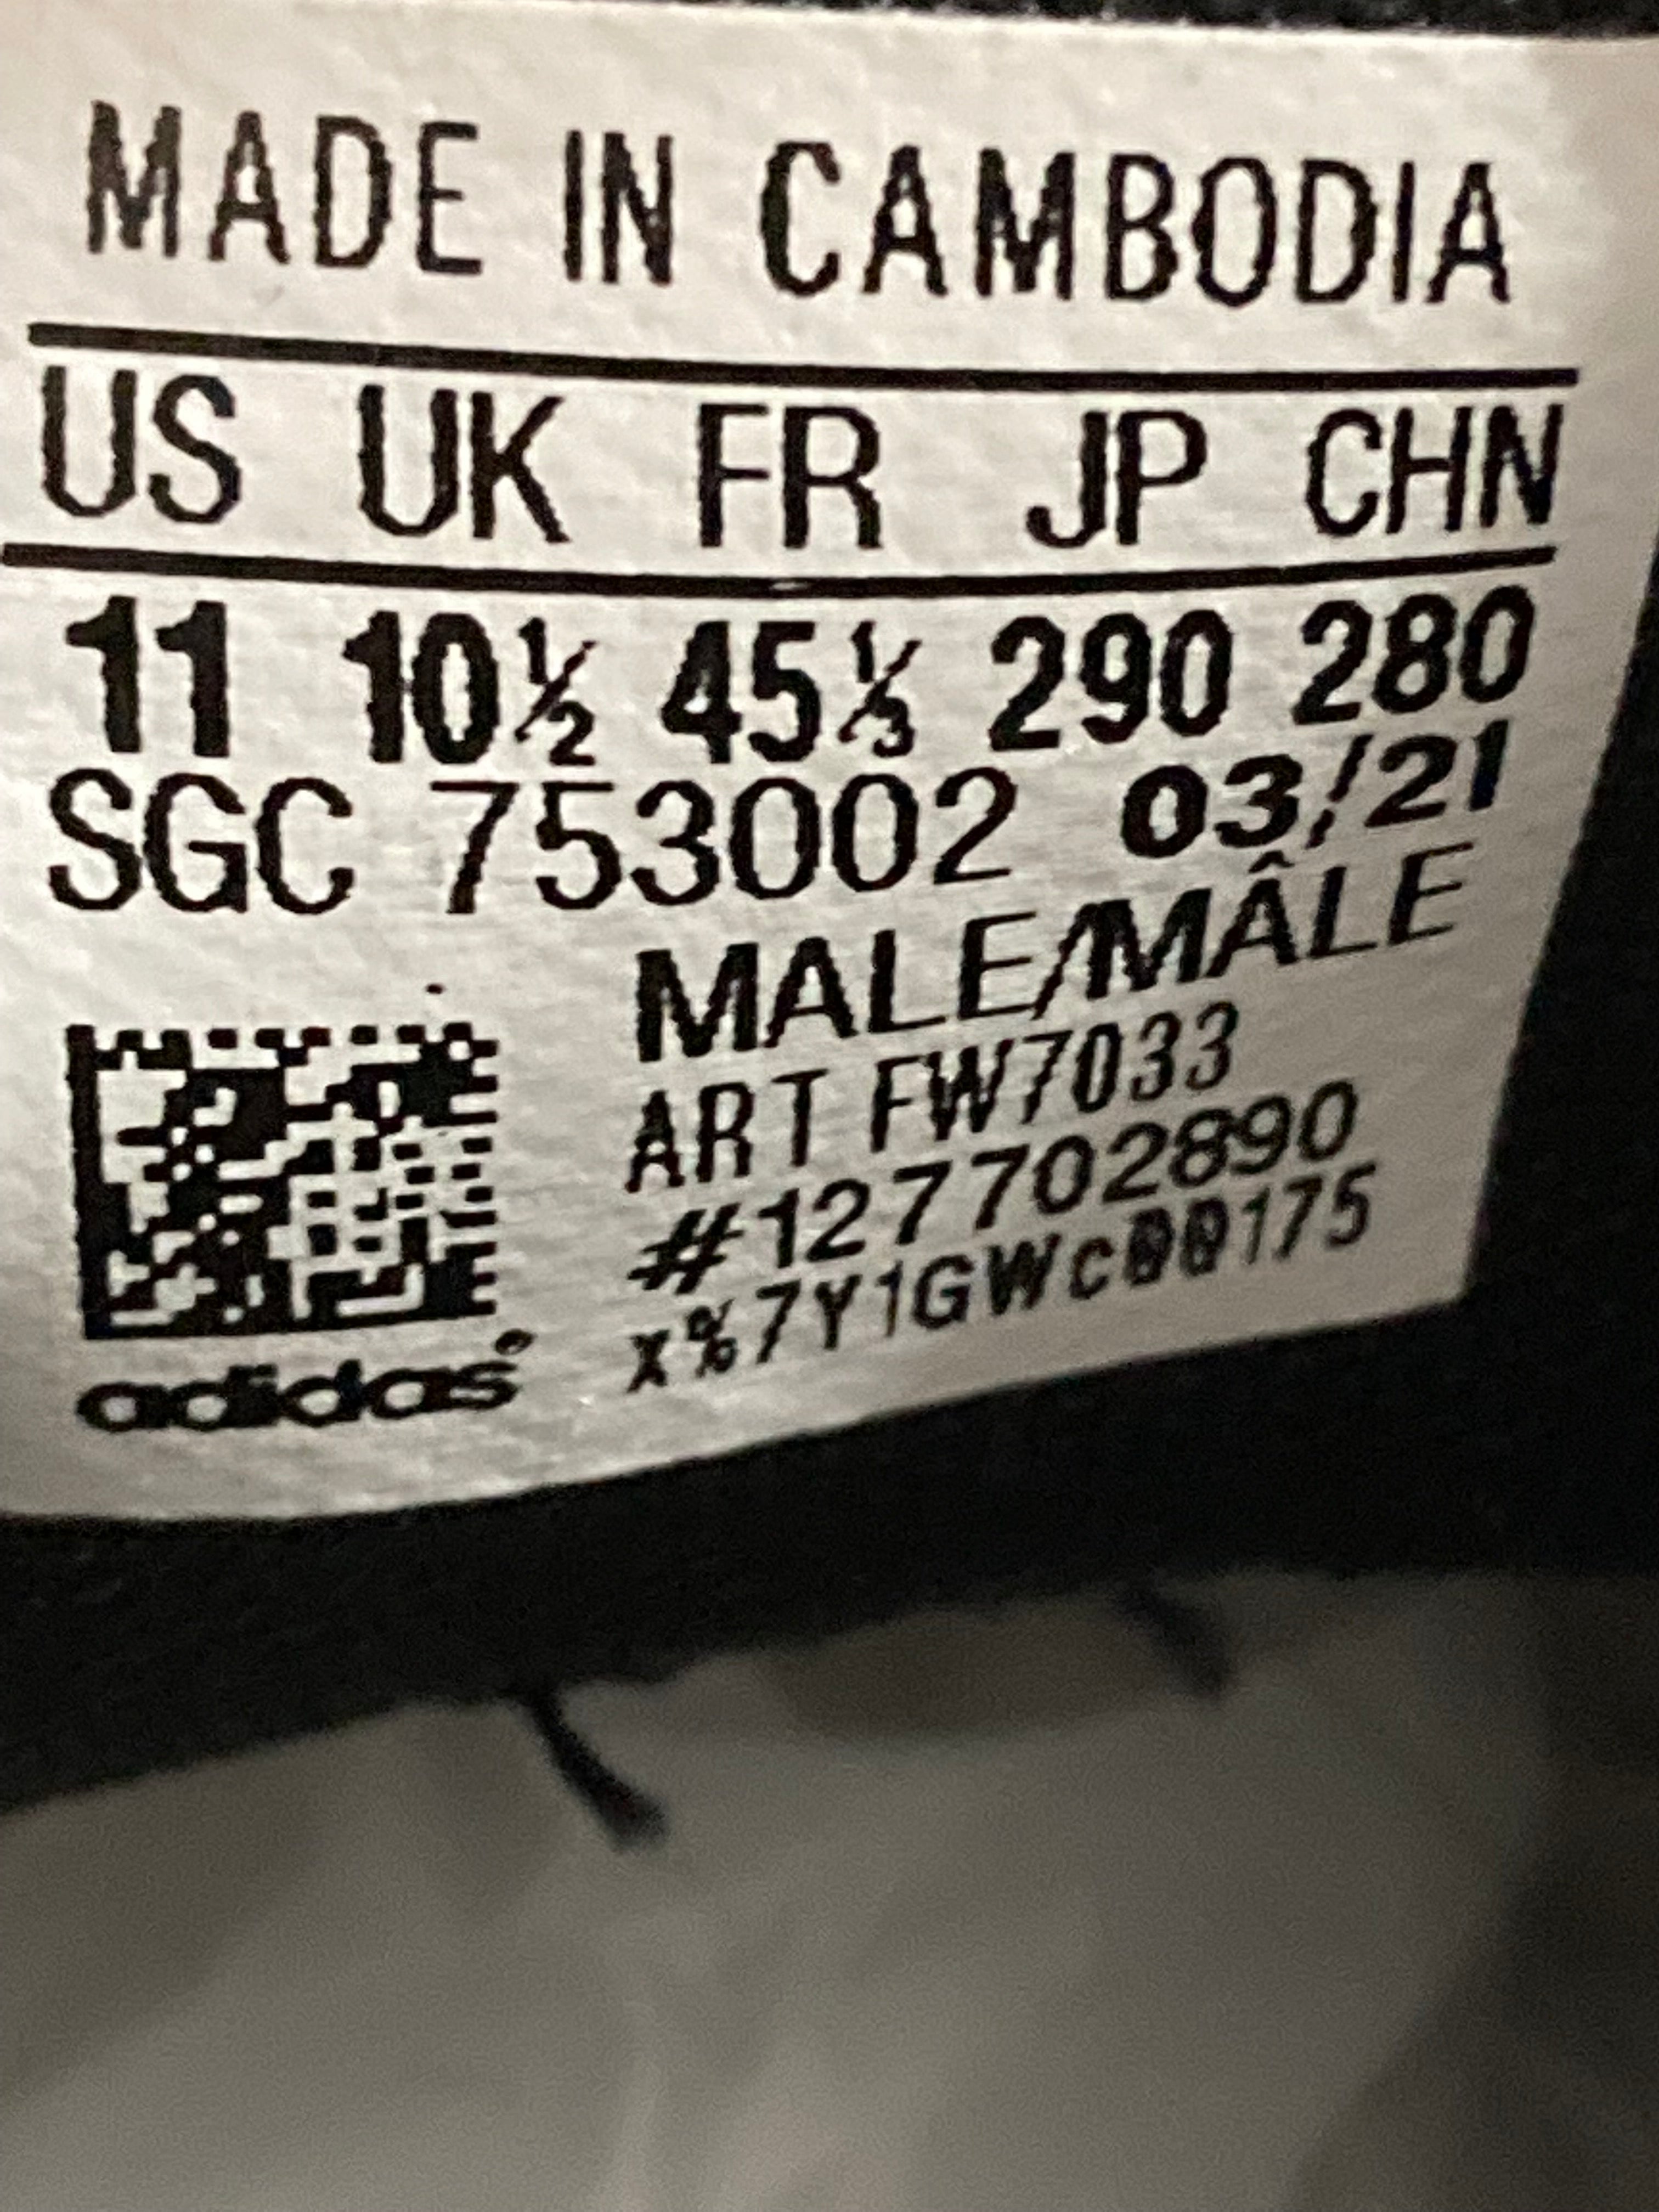 MADE IN CAMBODIA
US UK FR JP CHN
11 10½ 45⅓ 290 280
SGC 753002 03/21
MALE/MÂLE
ART FW7033
#127702890
x%7Y1GWc00175
adidas